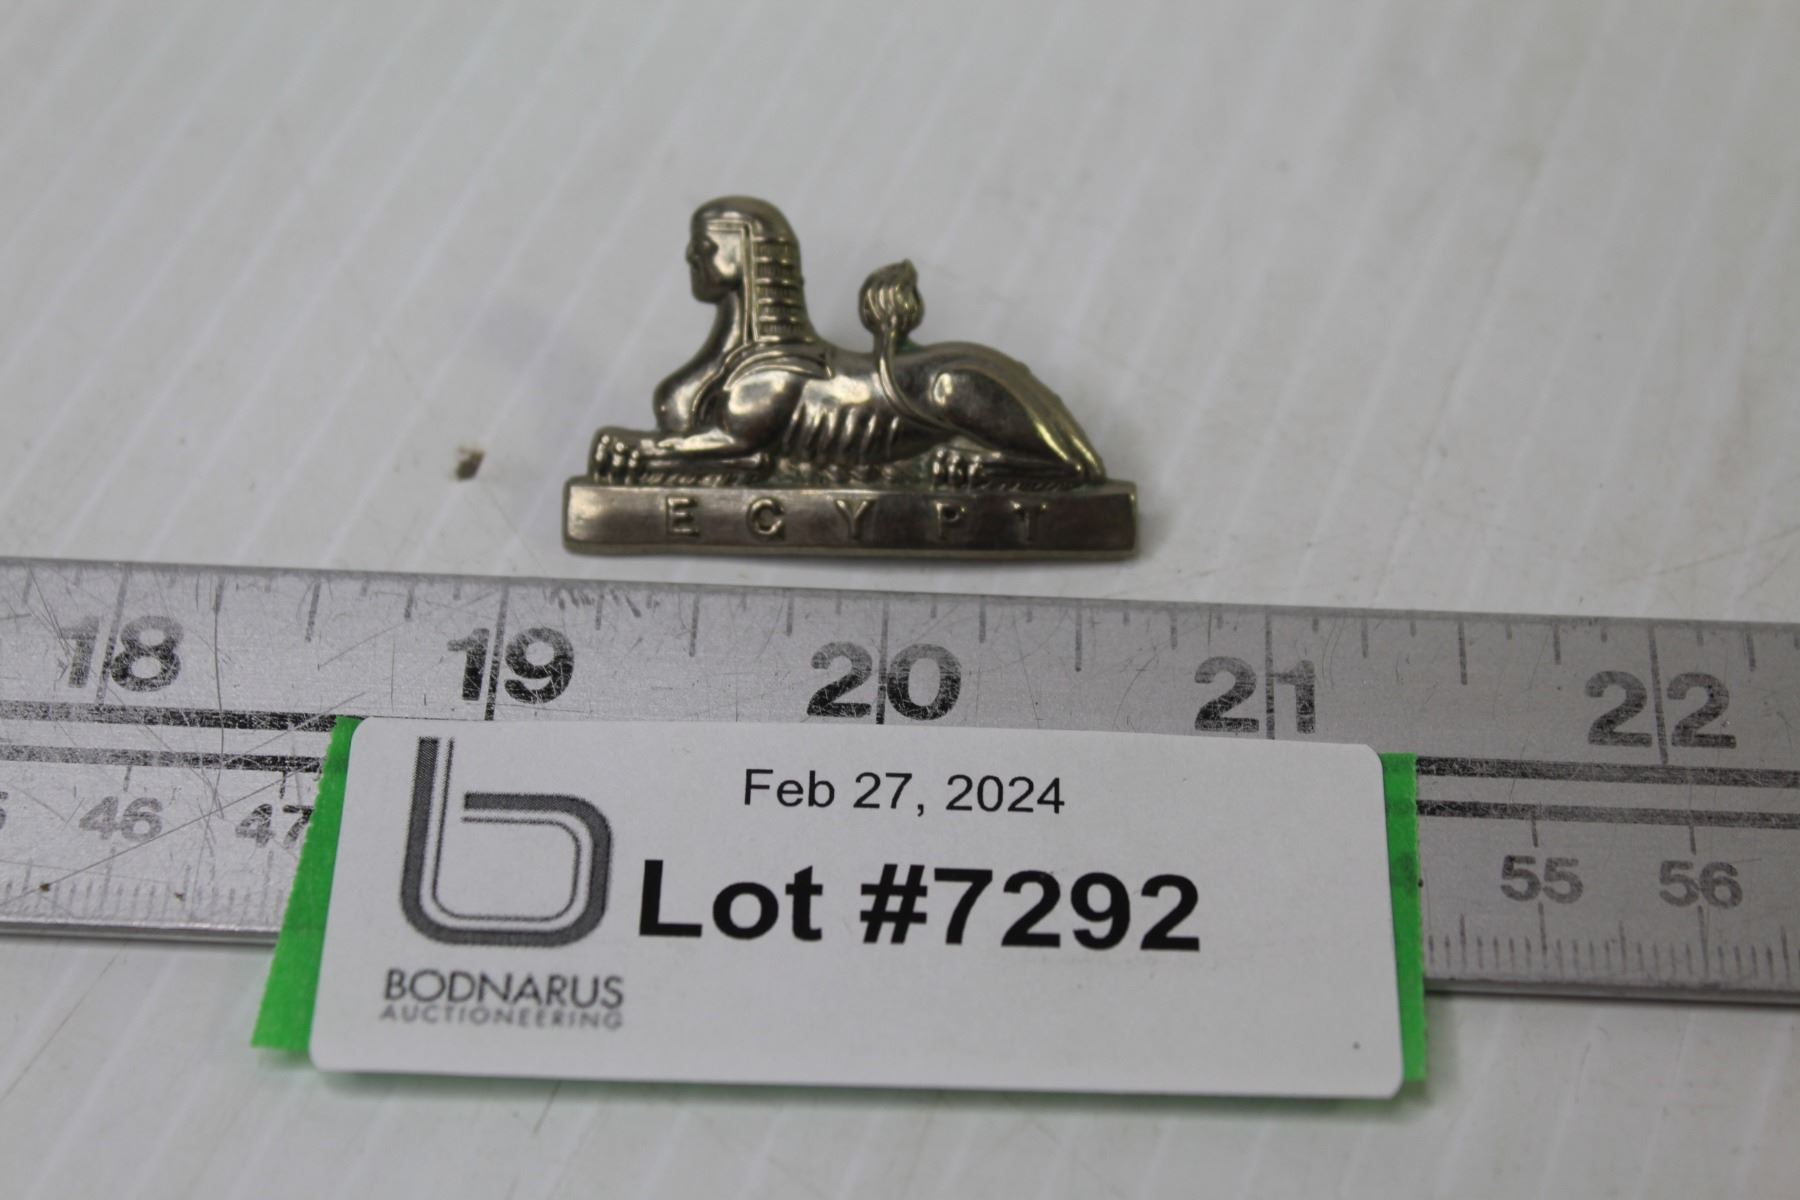 EGYPT
18 19 20 21 22
Feb 27, 2024
46 47
Lot #7292
55 56
BODNARUS
AUCTIONEERING